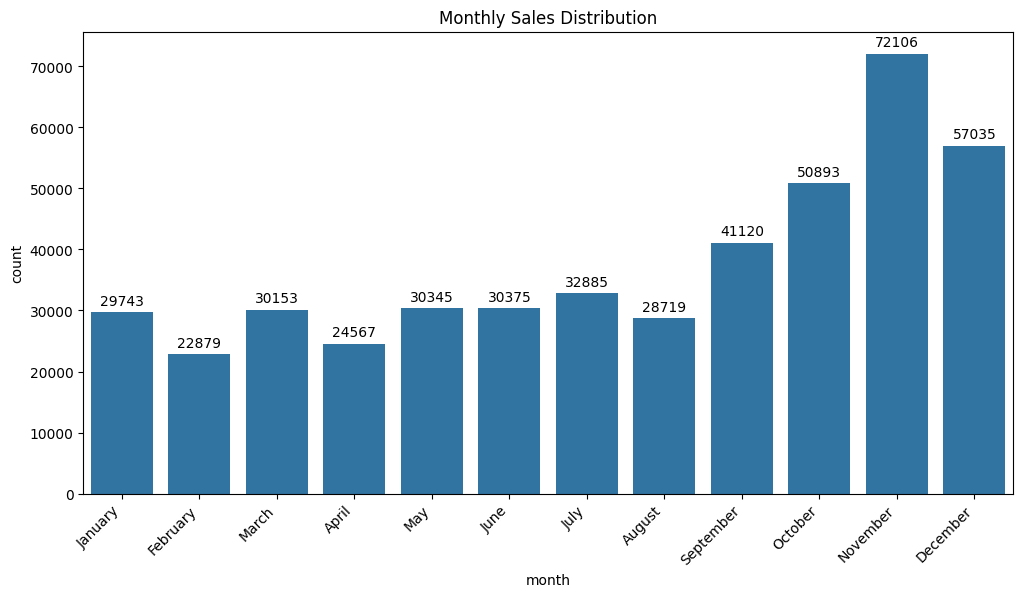 Monthly Sales Distribution
count
70000
60000
50000
40000
30000
20000
10000
0
29743
22879
30153
24567
30345
30375
32885
28719
41120
50893
72106
57035
January
February
March
April
May
June
July
August
September
October
November
December
month